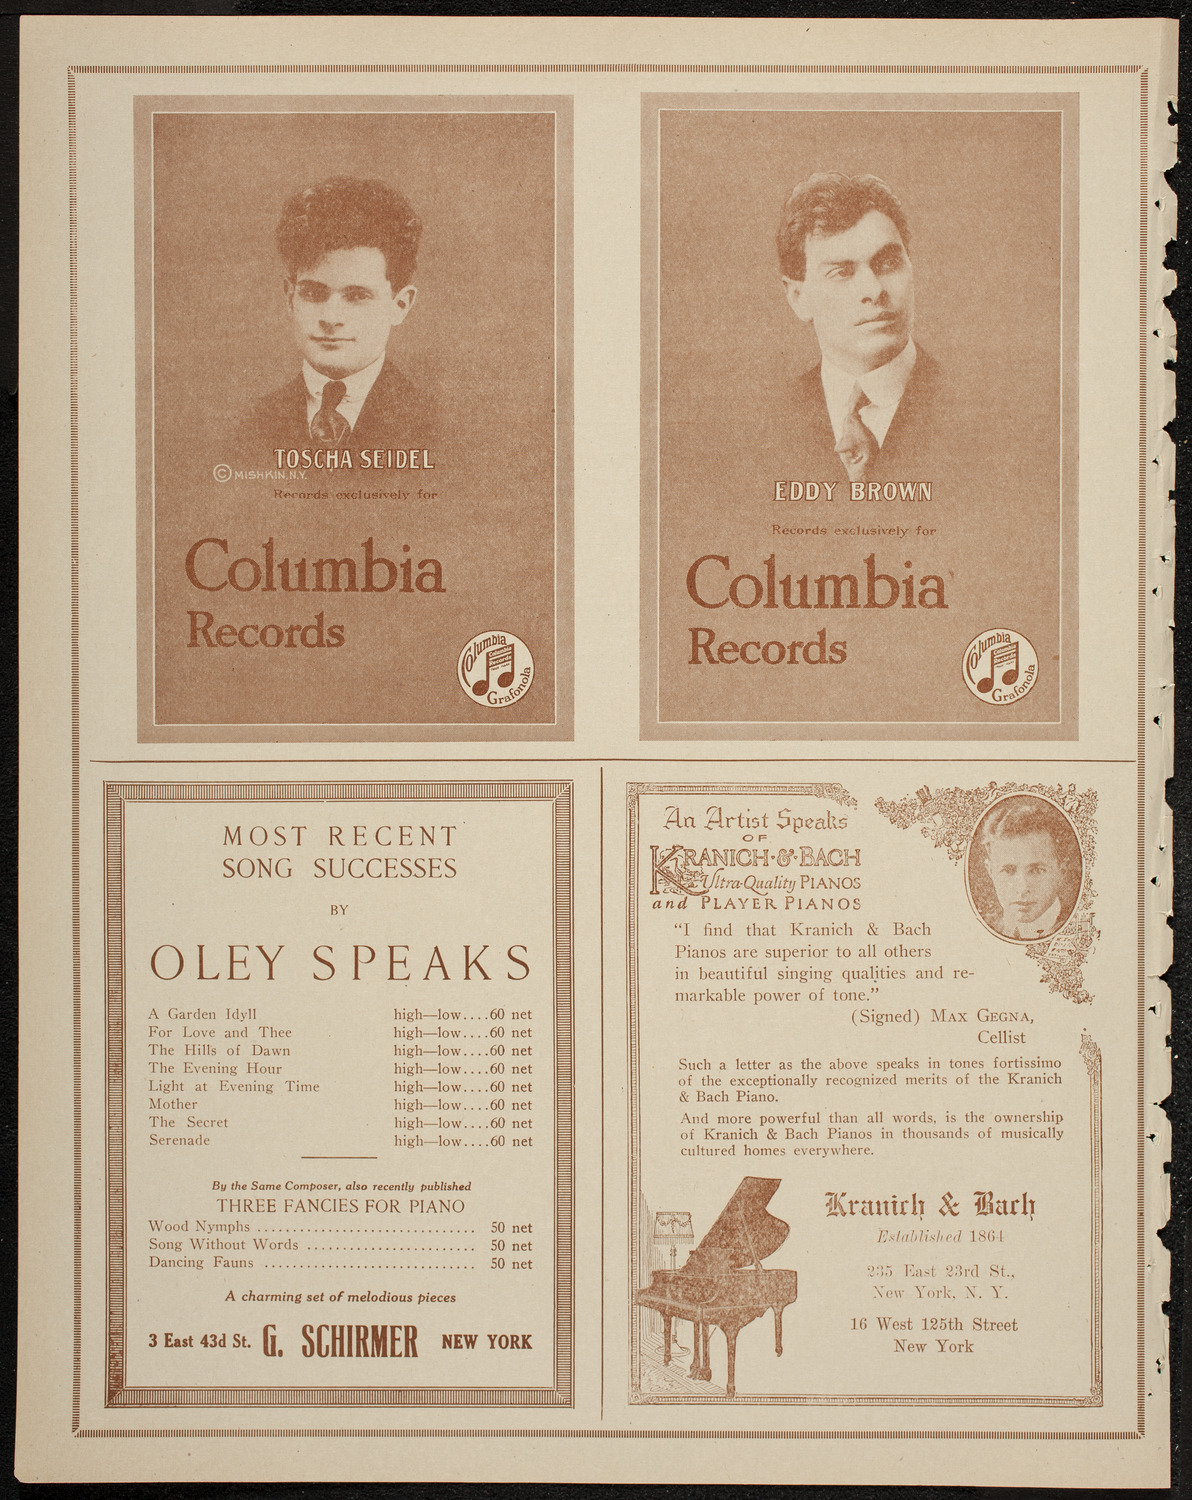 TOSCHA SEIDEL
© MISHKIN, N.Y.
Records exclusively for
Columbia
Records
Columbia
Grafonola
EDDY BROWN
Records exclusively for
Columbia
Records
Columbia
Grafonola
MOST RECENT
SONG SUCCESSES
BY
OLEY SPEAKS
A Garden Idyll high—low....60 net
For Love and Thee high—low....60 net
The Hills of Dawn high—low....60 net
The Evening Hour high—low....60 net
Light at Evening Time high—low....60 net
Mother high—low....60 net
The Secret high—low....60 net
Serenade high—low....60 net
By the Same Composer, also recently published
THREE FANCIES FOR PIANO
Wood Nymphs .............................. 50 net
Song Without Words ........................ 50 net
Dancing Fauns .............................. 50 net
A charming set of melodious pieces
3 East 43d St. G. SCHIRMER NEW YORK
An Artist Speaks
OF
KRANICH·&·BACH
Ultra-Quality PIANOS
and PLAYER PIANOS
“I find that Kranich & Bach
Pianos are superior to all others
in beautiful singing qualities and re-
markable power of tone.”
(Signed) MAX GEGNA,
Cellist
Such a letter as the above speaks in tones fortissimo
of the exceptionally recognized merits of the Kranich
& Bach Piano.
And more powerful than all words, is the ownership
of Kranich & Bach Pianos in thousands of musically
cultured homes everywhere.
Kranich & Bach
Established 1864
235 East 23rd St.,
New York, N. Y.
16 West 125th Street
New York